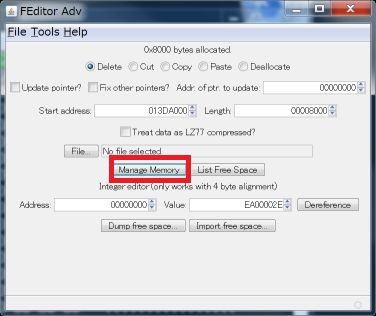 FEditor Adv
File Tools Help
0x8000 bytes allocated.
Delete Cut Copy Paste Deallocate
Update pointer? Fix other pointers? Addr. of ptr. to update: 00000000
Start address: 013DA000 Length: 00008000
Treat data as LZ77 compressed?
File... No file selected.
Manage Memory List Free Space
Integer editor (only works with 4 byte alignment)
Address: 00000000 Value: EA00002E Dereference
Dump free space... Import free space...